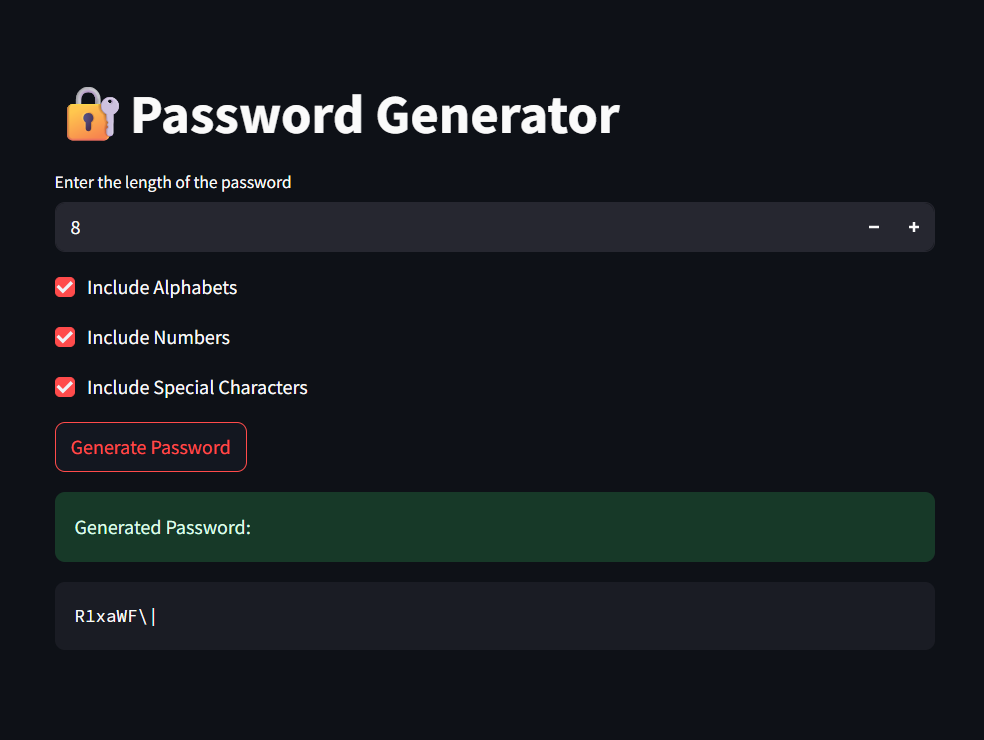 Password Generator
Enter the length of the password
8
Include Alphabets
Include Numbers
Include Special Characters
Generate Password
Generated Password:
R1xaWF\|